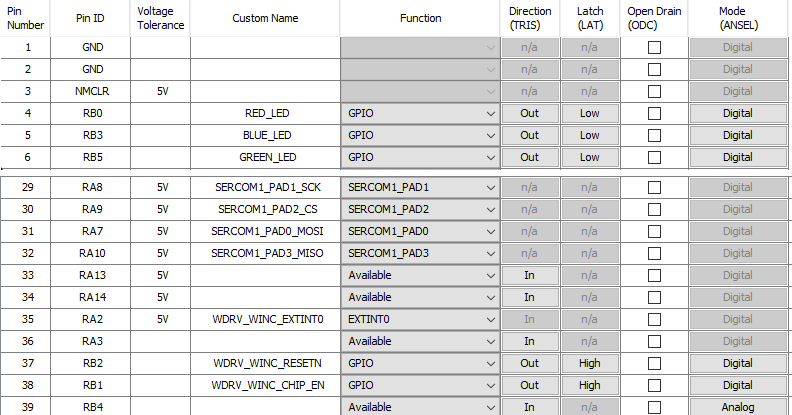 Pin Number Pin ID Voltage Tolerance Custom Name Function Direction (TRIS) Latch (LAT) Open Drain (ODC) Mode (ANSEL)
1 GND n/a n/a Digital
2 GND n/a n/a Digital
3 NMCLR 5V n/a n/a Digital
4 RB0 RED_LED GPIO Out Low Digital
5 RB3 BLUE_LED GPIO Out Low Digital
6 RB5 GREEN_LED GPIO Out Low Digital
29 RA8 5V SERCOM1_PAD1_SCK SERCOM1_PAD1 n/a n/a Digital
30 RA9 5V SERCOM1_PAD2_CS SERCOM1_PAD2 n/a n/a Digital
31 RA7 5V SERCOM1_PAD0_MOSI SERCOM1_PAD0 n/a n/a Digital
32 RA10 5V SERCOM1_PAD3_MISO SERCOM1_PAD3 n/a n/a Digital
33 RA13 5V Available In n/a Digital
34 RA14 5V Available In n/a Digital
35 RA2 5V WDRV_WINC_EXTINT0 EXTINT0 In n/a Digital
36 RA3 Available In n/a Digital
37 RB2 WDRV_WINC_RESETN GPIO Out High Digital
38 RB1 WDRV_WINC_CHIP_EN GPIO Out High Digital
39 RB4 Available In n/a Analog